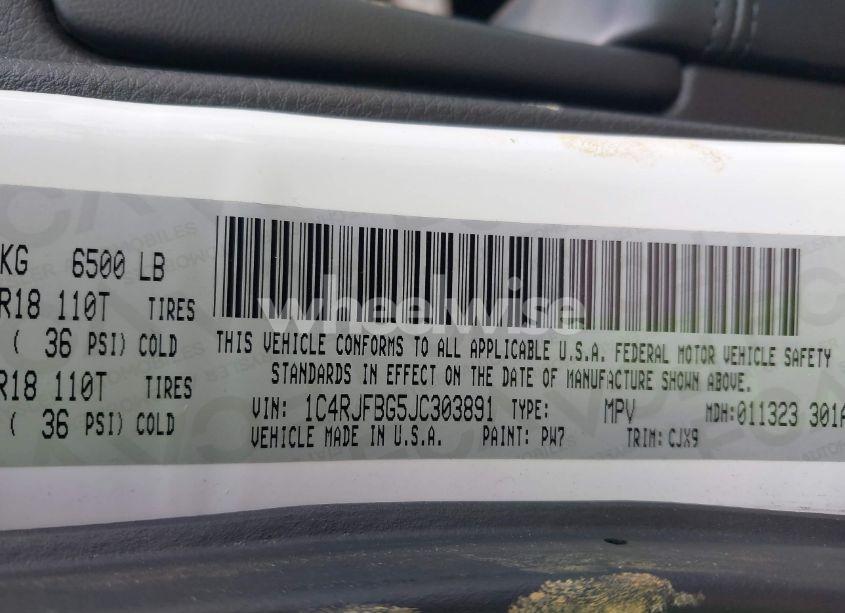 KG 6500 LB
R18 110T TIRES
( 36 PSI) COLD
R18 110T TIRES
( 36 PSI) COLD
THIS VEHICLE CONFORMS TO ALL APPLICABLE U.S.A. FEDERAL MOTOR VEHICLE SAFETY
STANDARDS IN EFFECT ON THE DATE OF MANUFACTURE SHOWN ABOVE.
VIN: 1C4RJFBG5JC303891 TYPE: MPV MDH: 011323 301A
VEHICLE MADE IN U.S.A. PAINT: PW7 TRIM: CJX9
wheelwise